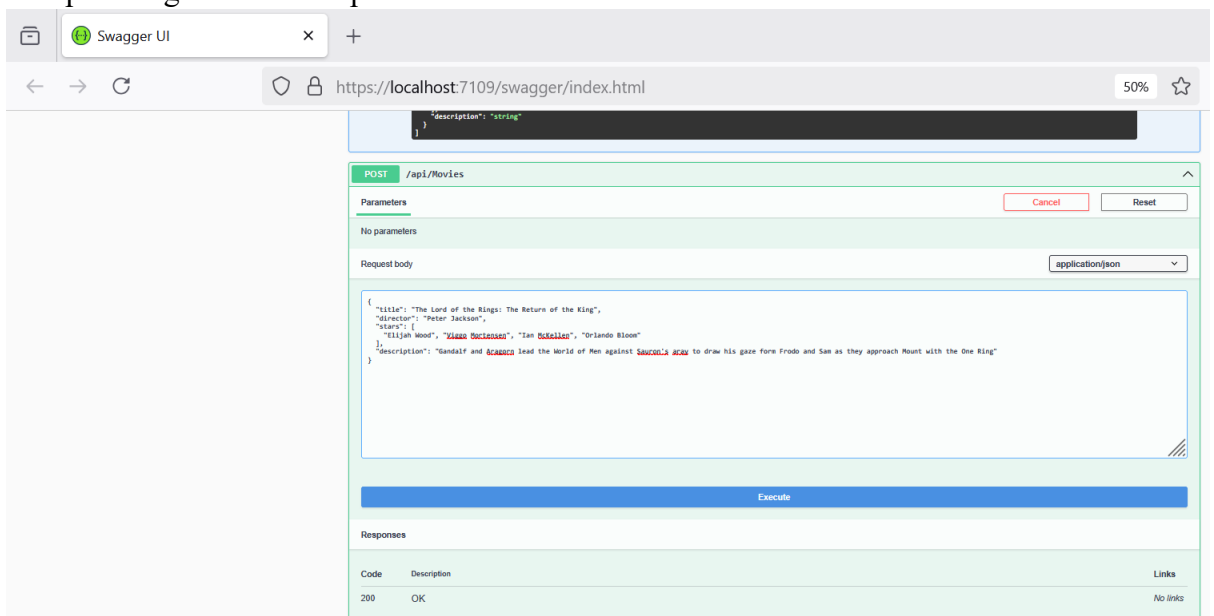 Swagger UI
https://localhost:7109/swagger/index.html
50%
"description": "string"
}
]
POST /api/Movies
Parameters
Cancel
Reset
No parameters
Request body
application/json
{
"title": "The Lord of the Rings: The Return of the King",
"director": "Peter Jackson",
"stars": [
"Elijah Wood", "Viggo Mortensen", "Ian McKellen", "Orlando Bloom"
],
"description": "Gandalf and Aragorn lead the World of Men against Sauron's aray to draw his gaze form Frodo and Sam as they approach Mount with the One Ring"
}
Execute
Responses
Code Description Links
200 OK No links